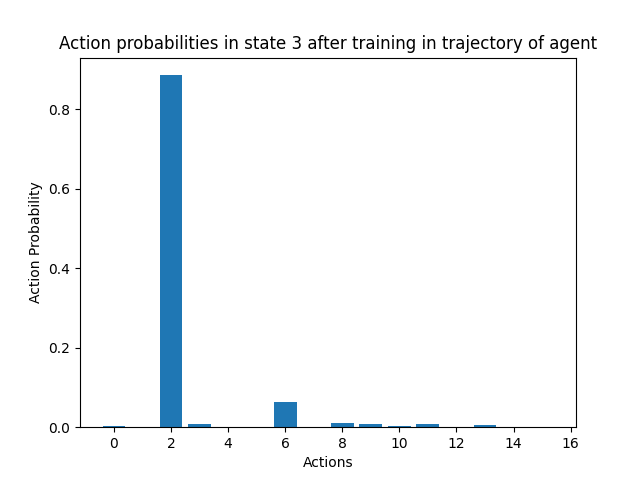 Action probabilities in state 3 after training in trajectory of agent
Action Probability
0.8
0.6
0.4
0.2
0.0
0 2 4 6 8 10 12 14 16
Actions